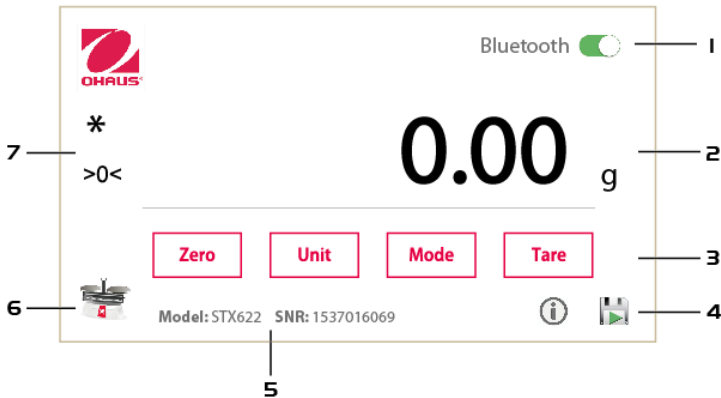 OHAUS
Bluetooth
1
*
7
>0<
0.00 g
2
Zero Unit Mode Tare
3
6
Model: STX622 SNR: 1537016069
i
4
5